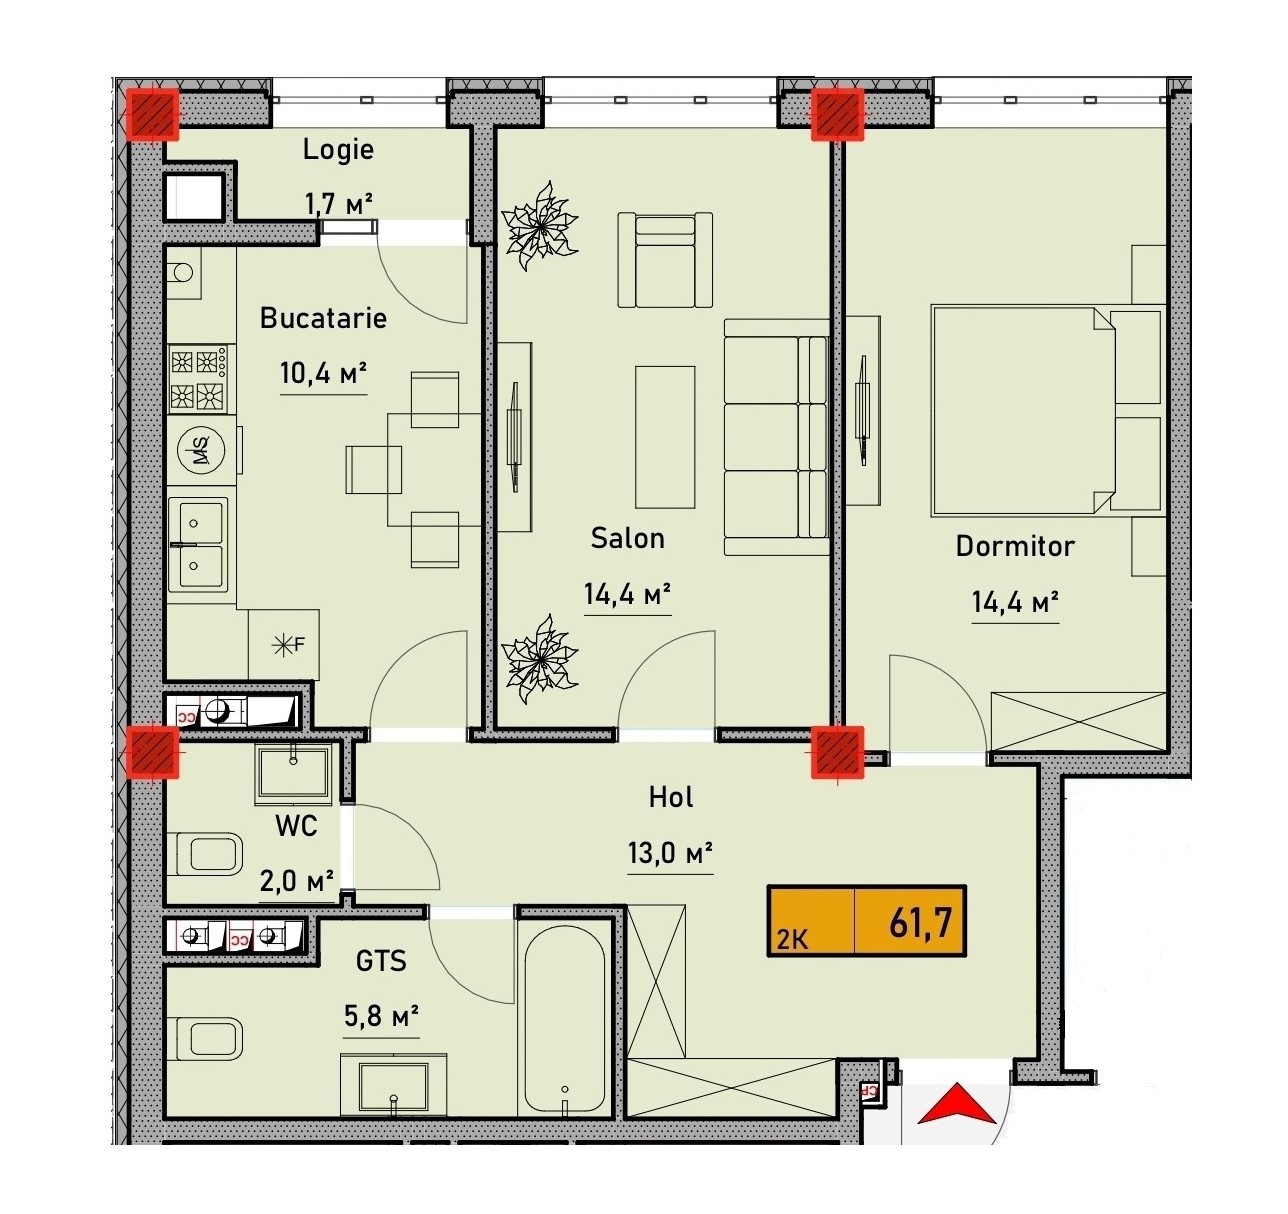 Logie
1,7 м²
Bucatarie
10,4 м²
MS
Salon
14,4 м²
Dormitor
14,4 м²
F
CC
WC
2,0 м²
Hol
13,0 м²
2K 61,7
CC
GTS
5,8 м²
CP